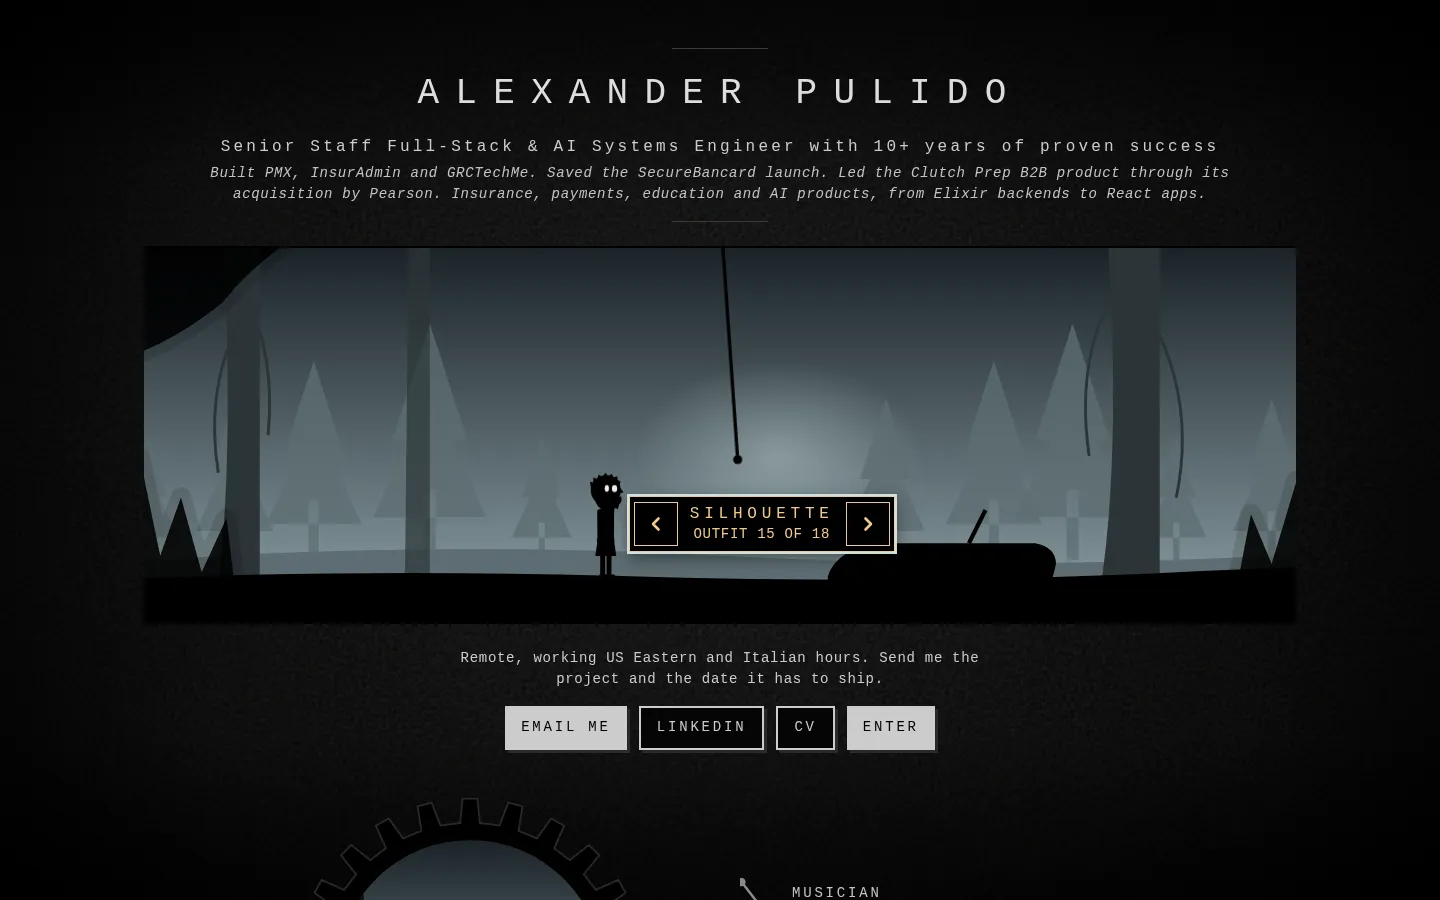 ALEXANDER PULIDO
Senior Staff Full-Stack & AI Systems Engineer with 10+ years of proven success
Built PMX, InsurAdmin and GRCTechMe. Saved the SecureBancard launch. Led the Clutch Prep B2B product through its
acquisition by Pearson. Insurance, payments, education and AI products, from Elixir backends to React apps.
SILHOUETTE
OUTFIT 15 OF 18
Remote, working US Eastern and Italian hours. Send me the
project and the date it has to ship.
EMAIL ME
LINKEDIN
CV
ENTER
MUSICIAN